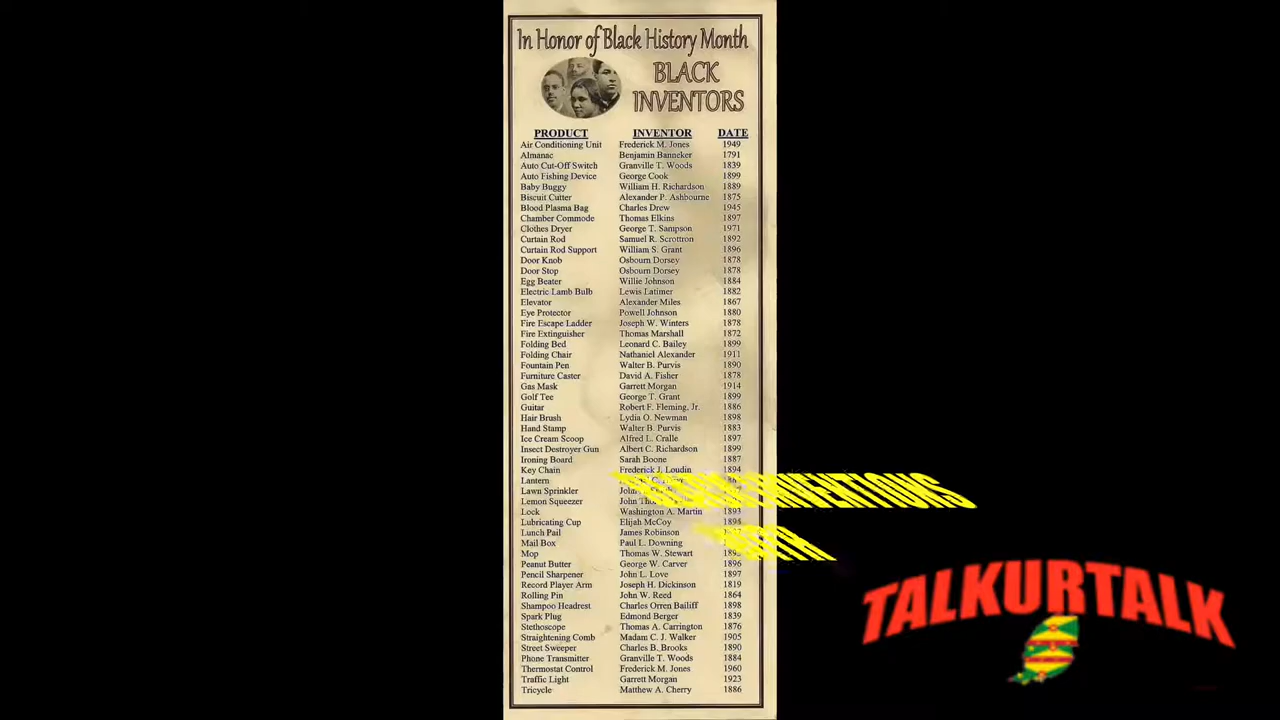 In Honor of Black History Month
BLACK
INVENTORS
PRODUCT INVENTOR DATE
Air Conditioning Unit Frederick M. Jones 1949
Almanac Benjamin Banneker 1791
Auto Cut-Off Switch Granville T. Woods 1839
Auto Fishing Device George Cook 1899
Baby Buggy William H. Richardson 1889
Biscuit Cutter Alexander P. Ashbourne 1875
Blood Plasma Bag Charles Drew 1945
Chamber Commode Thomas Elkins 1897
Clothes Dryer George T. Sampson 1971
Curtain Rod Samuel R. Scrottron 1892
Curtain Rod Support William S. Grant 1896
Door Knob Osbourn Dorsey 1878
Door Stop Osbourn Dorsey 1878
Egg Beater Willie Johnson 1884
Electric Lamb Bulb Lewis Latimer 1882
Elevator Alexander Miles 1867
Eye Protector Powell Johnson 1880
Fire Escape Ladder Joseph W. Winters 1878
Fire Extinguisher Thomas Marshall 1872
Folding Bed Leonard C. Bailey 1899
Folding Chair Nathaniel Alexander 1911
Fountain Pen Walter B. Purvis 1890
Furniture Caster David A. Fisher 1878
Gas Mask Garrett Morgan 1914
Golf Tee George T. Grant 1899
Guitar Robert F. Fleming, Jr. 1886
Hair Brush Lydia O. Newman 1898
Hand Stamp Walter B. Purvis 1883
Ice Cream Scoop Alfred L. Cralle 1897
Insect Destroyer Gun Albert C. Richardson 1899
Ironing Board Sarah Boone 1887
Key Chain Frederick J. Loudin 1894
Lantern
Lawn Sprinkler John
Lemon Squeezer John
Lock Washington A. Martin 1893
Lubricating Cup Elijah McCoy
Lunch Pail James Robinson
Mail Box Paul L. Downing
Mop Thomas W. Stewart
Peanut Butter George W. Carver 1896
Pencil Sharpener John L. Love 1897
Record Player Arm Joseph H. Dickinson 1819
Rolling Pin John W. Reed 1864
Shampoo Headrest Charles Orren Bailiff 1898
Spark Plug Edmond Berger 1839
Stethoscope Thomas A. Carrington 1876
Straightening Comb Madam C. J. Walker 1905
Street Sweeper Charles B. Brooks 1890
Phone Transmitter Granville T. Woods 1884
Thermostat Control Frederick M. Jones 1960
Traffic Light Garrett Morgan 1923
Tricycle Matthew A. Cherry 1886
INVENTIONS
TALKURTALK